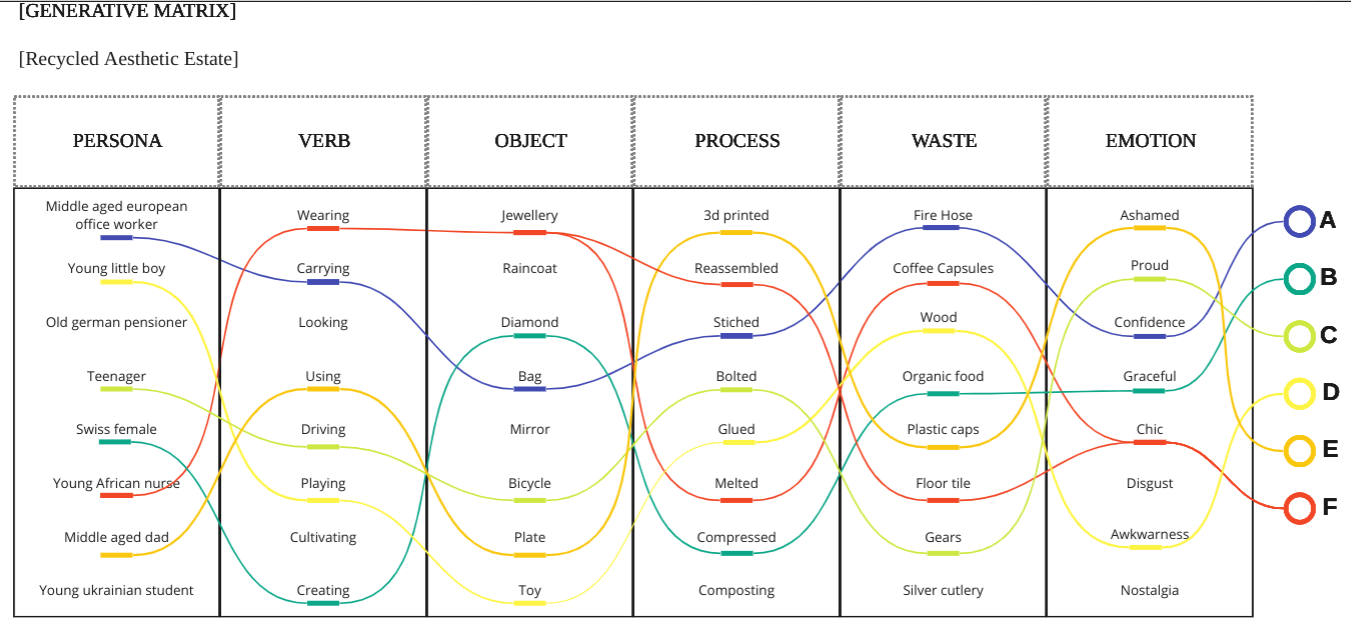 [GENERATIVE MATRIX]
[Recycled Aesthetic Estate]
PERSONA VERB OBJECT PROCESS WASTE EMOTION
Middle aged european
office worker
Wearing Jewellery 3d printed Fire Hose Ashamed
A
Young little boy Carrying Raincoat Reassembled Coffee Capsules Proud
B
Old german pensioner Looking Diamond Stiched Wood Confidence
C
Teenager Using Bag Bolted Organic food Graceful
D
Swiss female Driving Mirror Glued Plastic caps Chic
E
Young African nurse Playing Bicycle Melted Floor tile Disgust
F
Middle aged dad Cultivating Plate Compressed Gears Awkwarness
Young ukrainian student Creating Toy Composting Silver cutlery Nostalgia